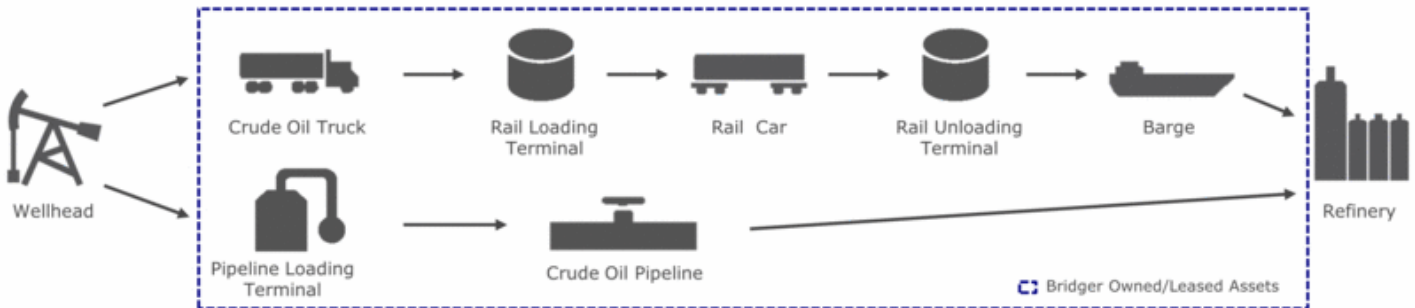 Wellhead
Crude Oil Truck
Rail Loading
Terminal
Rail Car
Rail Unloading
Terminal
Barge
Refinery
Pipeline Loading
Terminal
Crude Oil Pipeline
Bridger Owned/Leased Assets